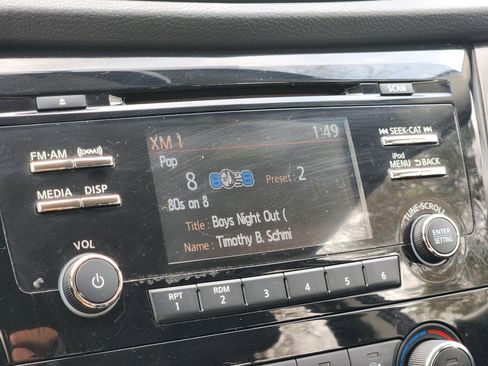 SCAN
XM 1
1:49
FM·AM
((XM))
Pop
SEEK·CAT
8
Preset : 2
iPod
MENU BACK
MEDIA
DISP
80s on 8
Title : Boys Night Out (
Name : Timothy B. Schmi
TUNE·SCROLL
ENTER
SETTING
VOL
RPT
1
RDM
2
3
4
5
6